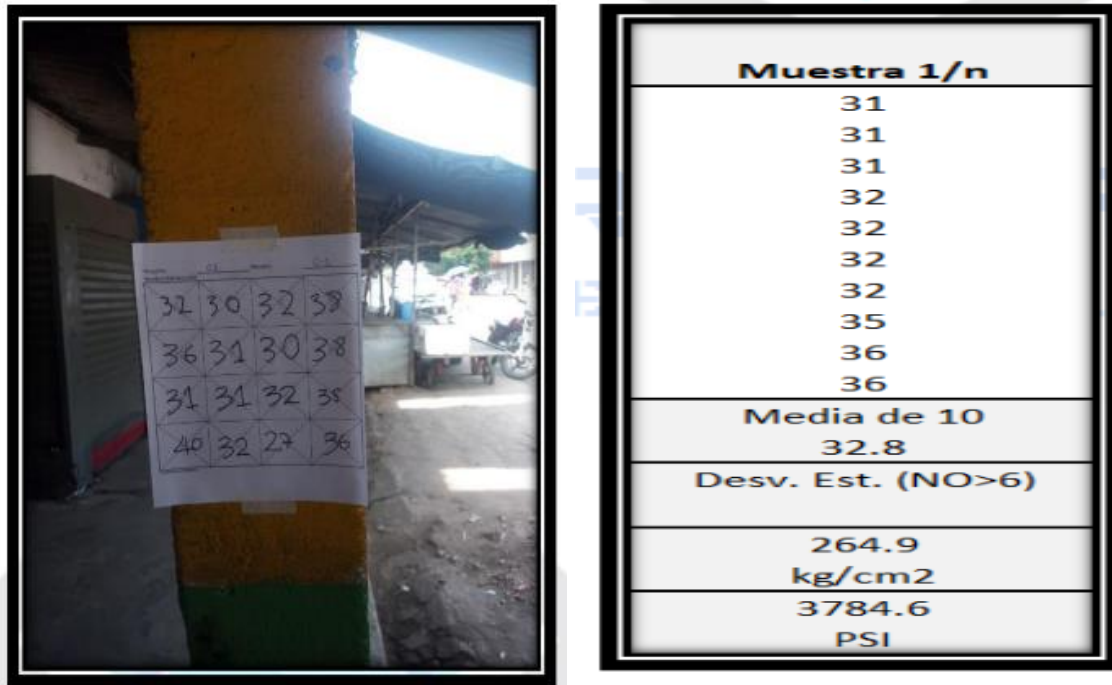 32 30 32 38
36 31 30 38
31 31 32 35
40 32 27 36
Muestra 1/n
31
31
31
32
32
32
32
35
36
36
Media de 10
32.8
Desv. Est. (NO>6)
264.9
kg/cm2
3784.6
PSI